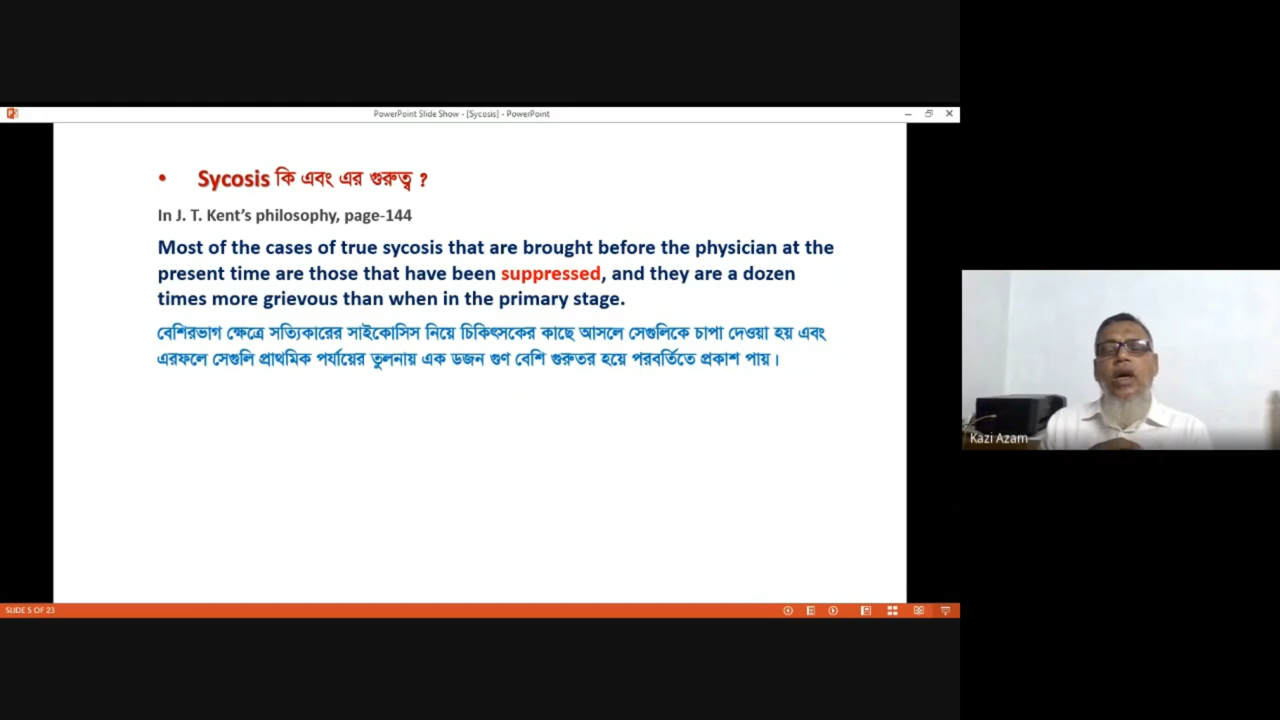 PowerPoint Slide Show - [Sycosis] - PowerPoint
• Sycosis কি এবং এর গুরুত্ব ?
In J. T. Kent’s philosophy, page-144
Most of the cases of true sycosis that are brought before the physician at the
present time are those that have been suppressed, and they are a dozen
times more grievous than when in the primary stage.
বেশিরভাগ ক্ষেত্রে সত্যিকারের সাইকোসিস নিয়ে চিকিৎসকের কাছে আসলে সেগুলিকে চাপা দেওয়া হয় এবং
এরফলে সেগুলি প্রাথমিক পর্যায়ের তুলনায় এক ডজন গুণ বেশি গুরুতর হয়ে পরবর্তিতে প্রকাশ পায়।
Kazi Azam
SLIDE 5 OF 23